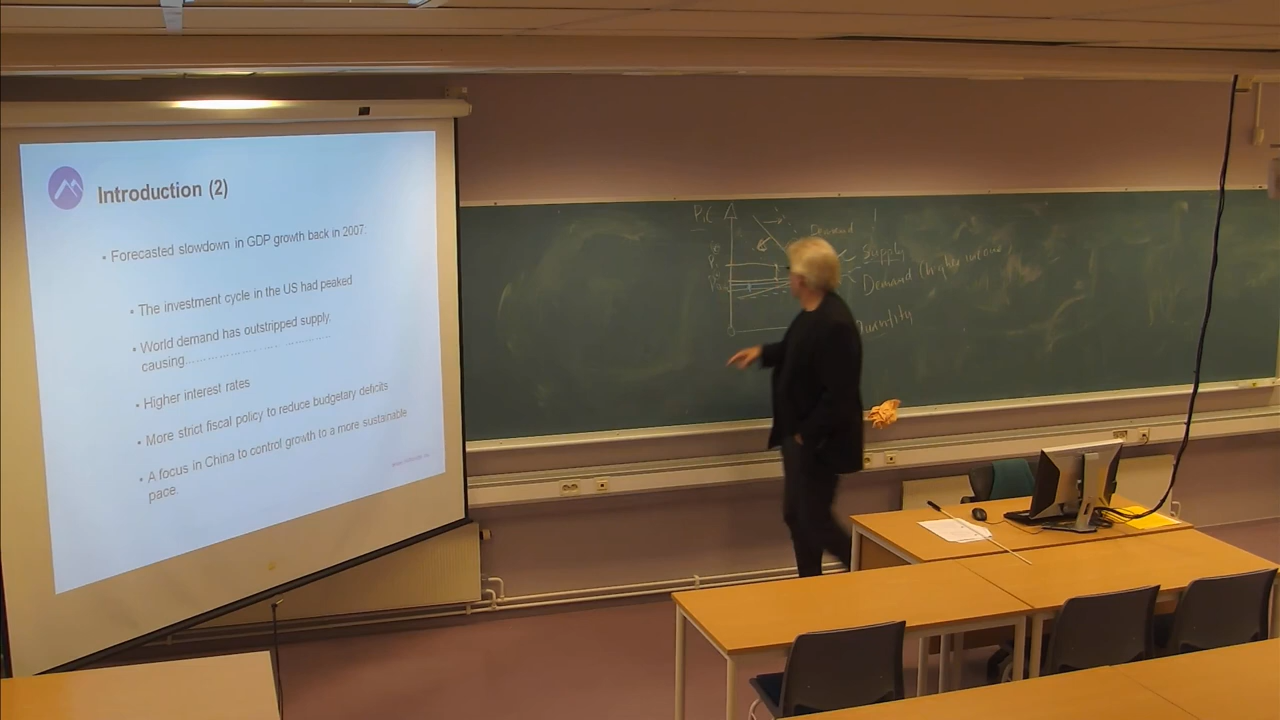 Introduction (2)
• Forecasted slowdown in GDP growth back in 2007.
• The investment cycle in the US had peaked
• World demand has outstripped supply.
causing……………………………………
• Higher interest rates
• More strict fiscal policy to reduce budgetary deficits
• A focus in China to control growth to a more sustainable
pace.
P,C
Demand
Supply
Demand (higher income)
Quantity